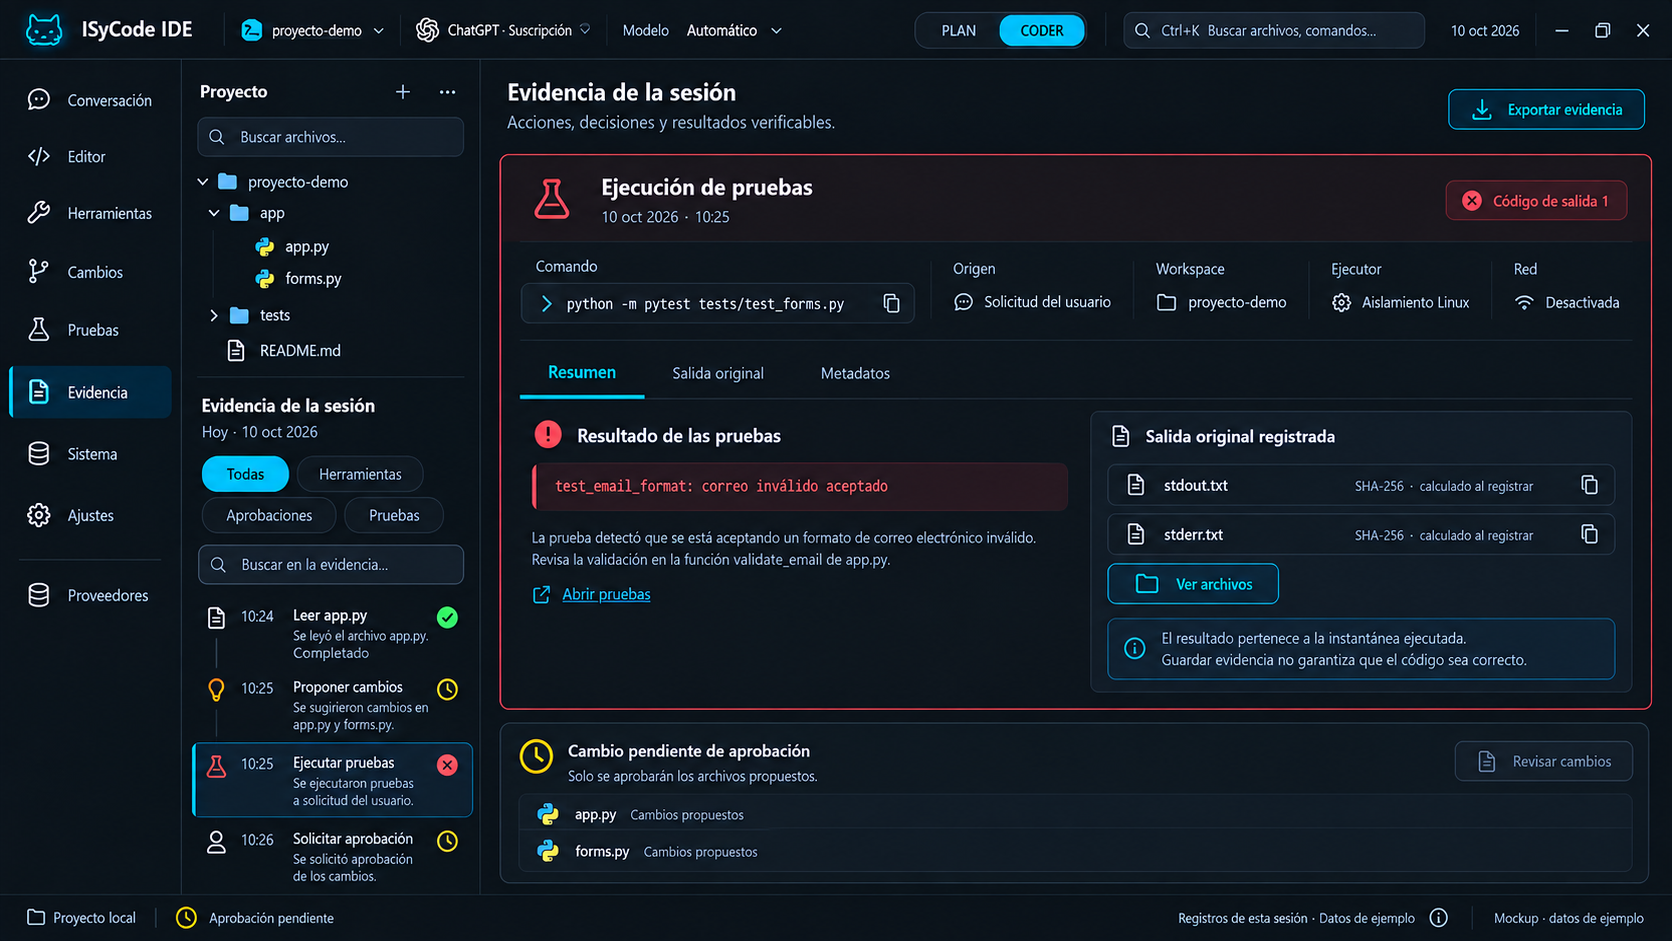 ISyCode IDE
proyecto-demo
ChatGPT · Suscripción
Modelo Automático
PLAN
CODER
Ctrl+K Buscar archivos, comandos...
10 oct 2026
Conversación
Editor
Herramientas
Cambios
Pruebas
Evidencia
Sistema
Ajustes
Proveedores
Proyecto
Buscar archivos...
proyecto-demo
app
app.py
forms.py
tests
README.md
Evidencia de la sesión
Hoy · 10 oct 2026
Todas
Herramientas
Aprobaciones
Pruebas
Buscar en la evidencia...
10:24 Leer app.py
Se leyó el archivo app.py.
Completado
10:25 Proponer cambios
Se sugirieron cambios en
app.py y forms.py.
10:25 Ejecutar pruebas
Se ejecutaron pruebas
a solicitud del usuario.
10:26 Solicitar aprobación
Se solicitó aprobación
de los cambios.
Evidencia de la sesión
Acciones, decisiones y resultados verificables.
Exportar evidencia
Ejecución de pruebas
10 oct 2026 · 10:25
Código de salida 1
Comando
python -m pytest tests/test_forms.py
Origen
Solicitud del usuario
Workspace
proyecto-demo
Ejecutor
Aislamiento Linux
Red
Desactivada
Resumen
Salida original
Metadatos
Resultado de las pruebas
test_email_format: correo inválido aceptado
La prueba detectó que se está aceptando un formato de correo electrónico inválido.
Revisa la validación en la función validate_email de app.py.
Abrir pruebas
Salida original registrada
stdout.txt SHA-256 · calculado al registrar
stderr.txt SHA-256 · calculado al registrar
Ver archivos
El resultado pertenece a la instantánea ejecutada.
Guardar evidencia no garantiza que el código sea correcto.
Cambio pendiente de aprobación
Solo se aprobarán los archivos propuestos.
Revisar cambios
app.py Cambios propuestos
forms.py Cambios propuestos
Proyecto local
Aprobación pendiente
Registros de esta sesión · Datos de ejemplo
Mockup · datos de ejemplo